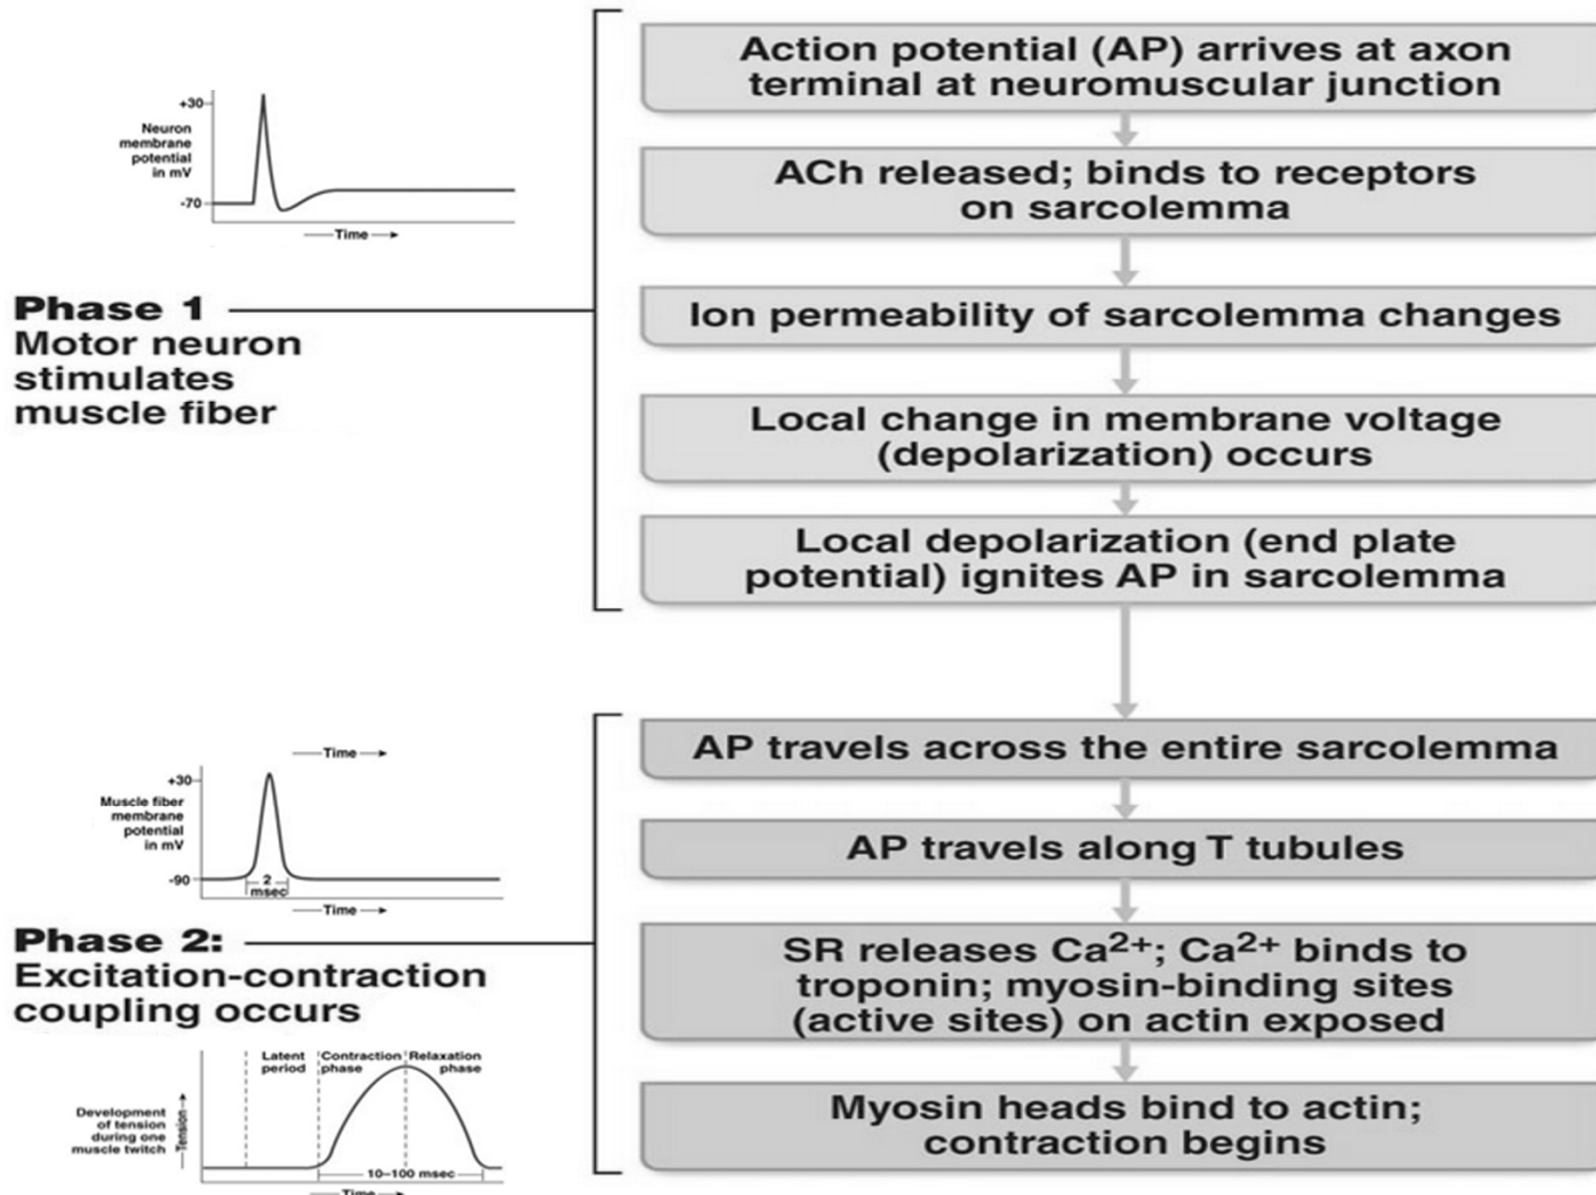 Action potential (AP) arrives at axon
terminal at neuromuscular junction
ACh released; binds to receptors
on sarcolemma
Ion permeability of sarcolemma changes
Local change in membrane voltage
(depolarization) occurs
Local depolarization (end plate
potential) ignites AP in sarcolemma
+30
Neuron
membrane
potential
in mV
-70
Time
Phase 1
Motor neuron
stimulates
muscle fiber
AP travels across the entire sarcolemma
AP travels along T tubules
SR releases Ca2+; Ca2+ binds to
troponin; myosin-binding sites
(active sites) on actin exposed
Myosin heads bind to actin;
contraction begins
Time
+30
Muscle fiber
membrane
potential
in mV
-90
2
msec
Time
Phase 2:
Excitation-contraction
coupling occurs
Latent
period
Contraction
phase
Relaxation
phase
Development
of tension
during one
muscle twitch
Tension
10–100 msec
Time